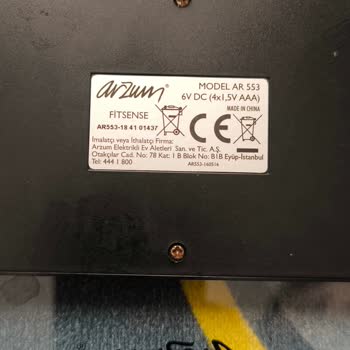 arzum
MODEL AR 553
6V DC (4x1,5V AAA)
FİTSENSE
MADE IN CHINA
AR553-18 41 01437
CE
İmalatçı veya İthalatçı Firma:
Arzum Elektrikli Ev Aletleri San. ve Tic. A.Ş.
Otakçılar Cad. No: 78 Kat: 1 B Blok No: B1B Eyüp-İstanbul
Tel: 444 1 800
AR553-160516